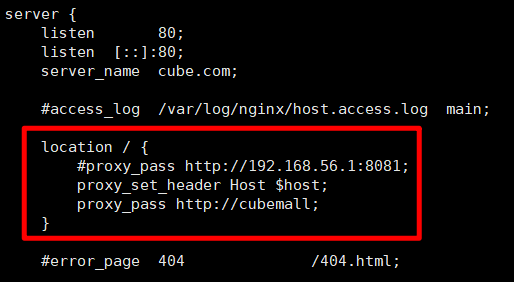 server {
    listen       80;
    listen  [::]:80;
    server_name  cube.com;
    #access_log  /var/log/nginx/host.access.log  main;
    location / {
        #proxy_pass http://192.168.56.1:8081;
        proxy_set_header Host $host;
        proxy_pass http://cubemall;
    }
    #error_page  404              /404.html;